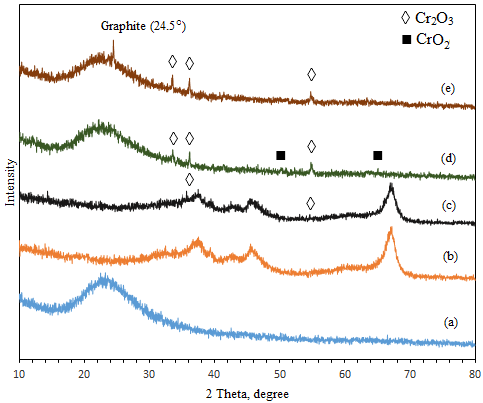 Graphite (24.5°)
◇ Cr₂O₃
■ CrO₂
(e)
(d)
(c)
(b)
(a)
Intensity
10 20 30 40 50 60 70 80
2 Theta, degree